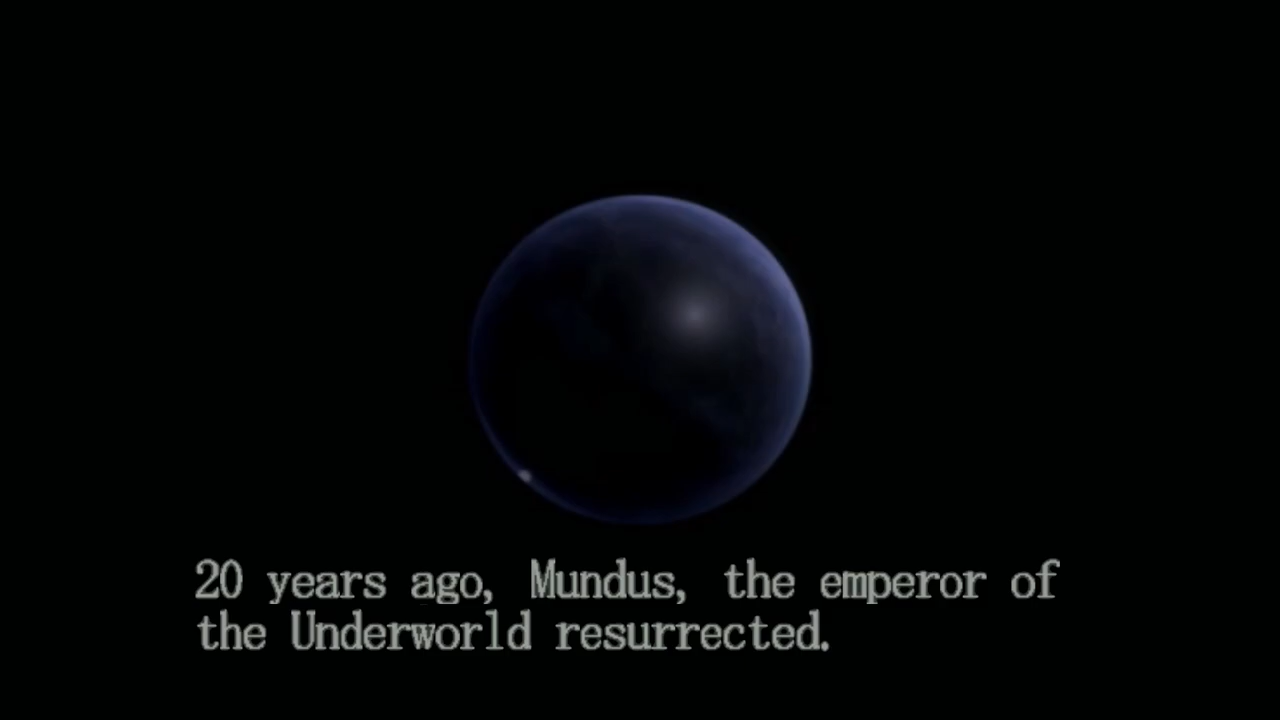 20 years ago, Mundus, the emperor of
the Underworld resurrected.